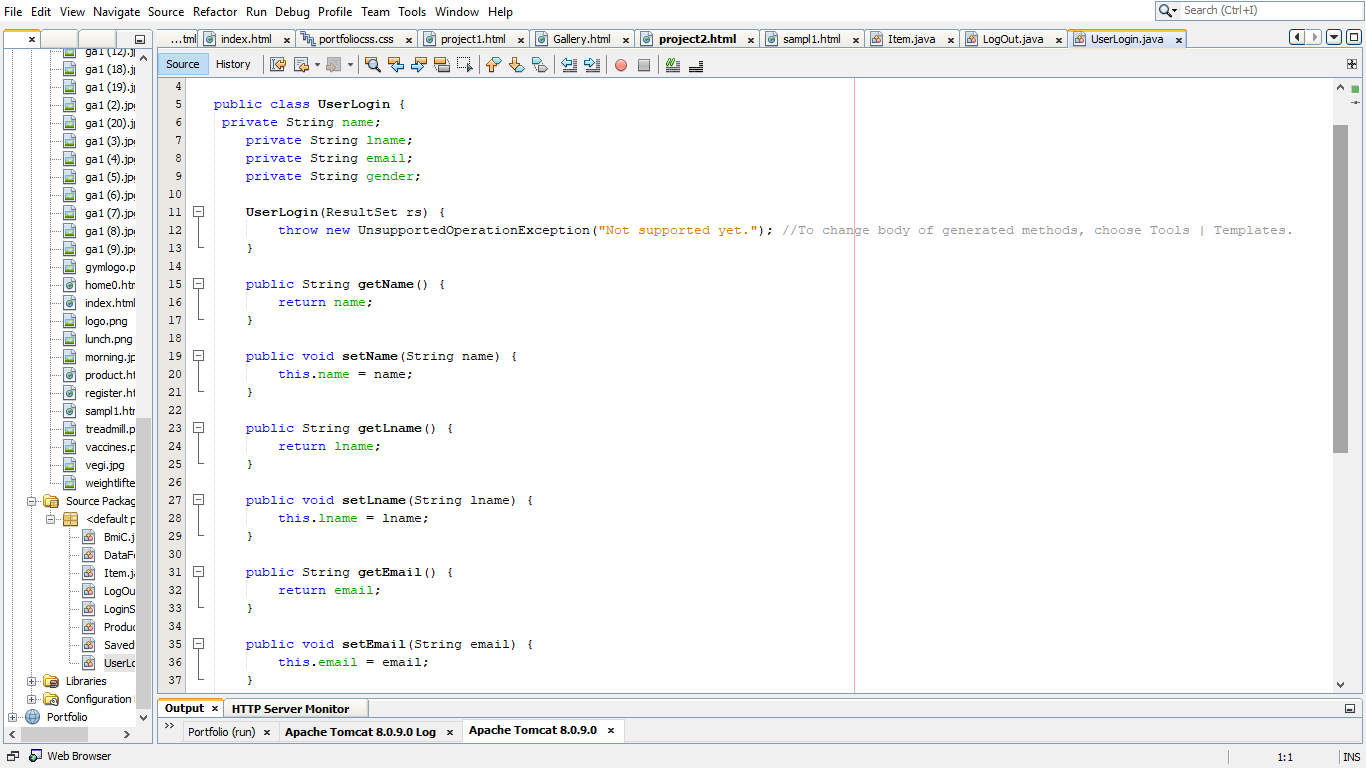 File Edit View Navigate Source Refactor Run Debug Profile Team Tools Window Help
Search (Ctrl+I)
...tml index.html portfoliocss.css project1.html Gallery.html project2.html sampl1.html Item.java LogOut.java UserLogin.java
Source History
ga1 (12).j
ga1 (18).j
ga1 (19).j
ga1 (2).jp
ga1 (20).j
ga1 (3).jp
ga1 (4).jp
ga1 (5).jp
ga1 (6).jp
ga1 (7).jp
ga1 (8).jp
ga1 (9).jp
gymlogo.p
home0.htm
index.html
logo.png
lunch.png
morning.jp
product.ht
register.ht
sampl1.htm
treadmill.p
vaccines.p
vegi.jpg
weightlifte
Source Packag
<default p
BmiC.j
DataFo
Item.ja
LogOu
LoginS
Produc
Saved
UserLo
Libraries
Configuration
Portfolio
4
5 public class UserLogin {
6 private String name;
7 private String lname;
8 private String email;
9 private String gender;
10
11 UserLogin(ResultSet rs) {
12 throw new UnsupportedOperationException("Not supported yet."); //To change body of generated methods, choose Tools | Templates.
13 }
14
15 public String getName() {
16 return name;
17 }
18
19 public void setName(String name) {
20 this.name = name;
21 }
22
23 public String getLname() {
24 return lname;
25 }
26
27 public void setLname(String lname) {
28 this.lname = lname;
29 }
30
31 public String getEmail() {
32 return email;
33 }
34
35 public void setEmail(String email) {
36 this.email = email;
37 }
Output HTTP Server Monitor
Portfolio (run) Apache Tomcat 8.0.9.0 Log Apache Tomcat 8.0.9.0
Web Browser
1:1 INS